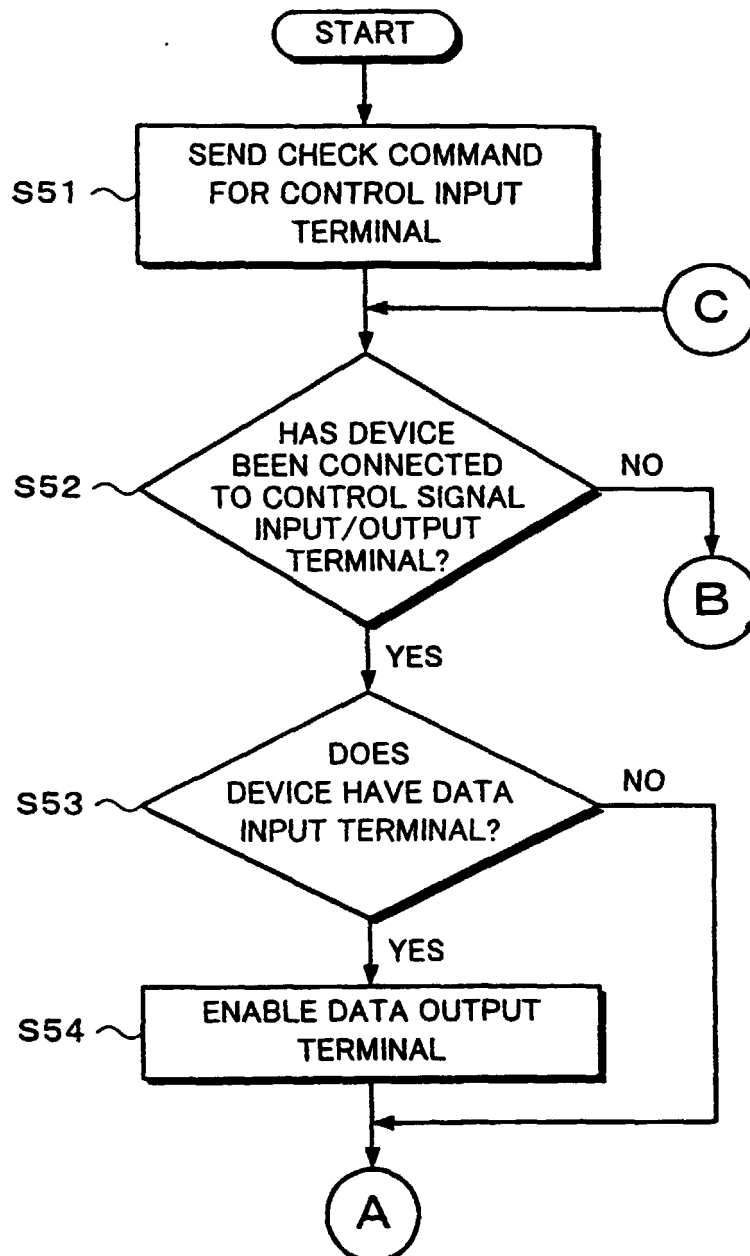 START
S51
SEND CHECK COMMAND
FOR CONTROL INPUT
TERMINAL
C
S52
HAS DEVICE
BEEN CONNECTED
TO CONTROL SIGNAL
INPUT/OUTPUT
TERMINAL?
NO
B
YES
S53
DOES
DEVICE HAVE DATA
INPUT TERMINAL?
NO
YES
S54
ENABLE DATA OUTPUT
TERMINAL
A